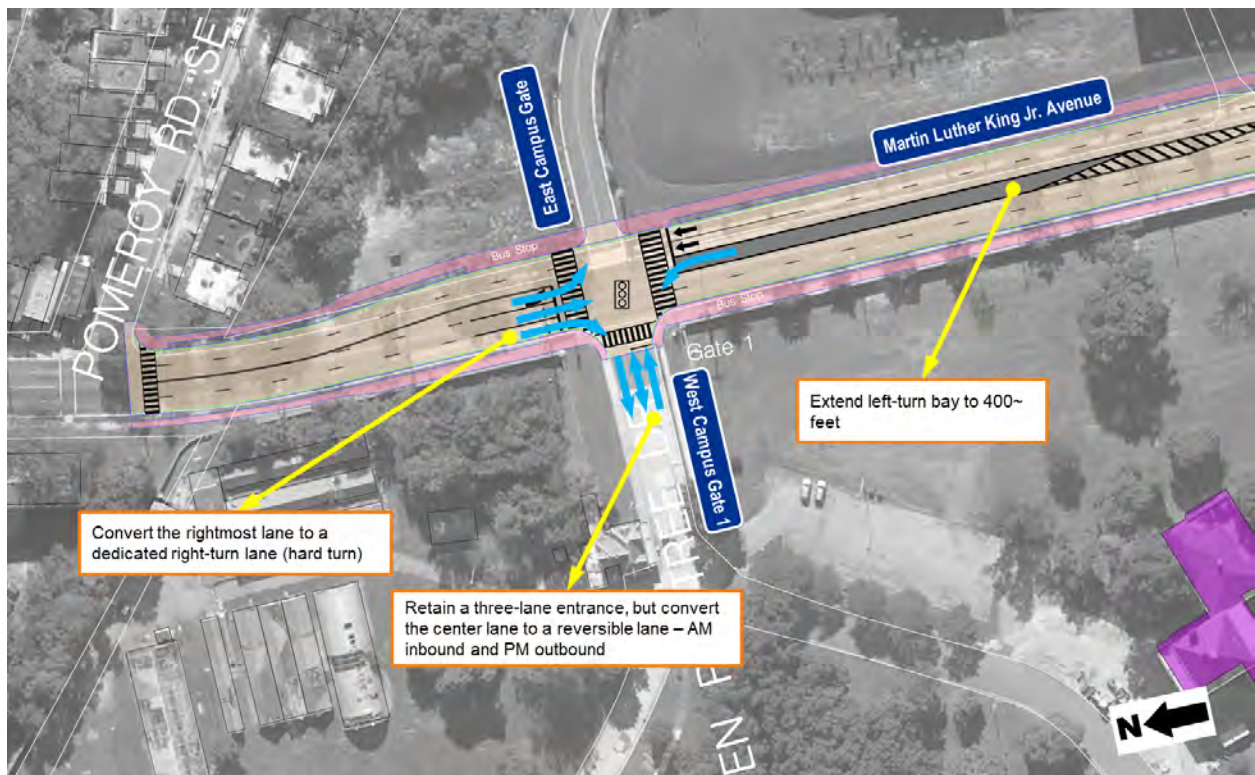 POMEROY RD. SE
East Campus Gate
Martin Luther King Jr. Avenue
Bus Stop
Bus Stop
Gate 1
West Campus Gate 1
Extend left-turn bay to 400~
feet
Convert the rightmost lane to a
dedicated right-turn lane (hard turn)
Retain a three-lane entrance, but convert
the center lane to a reversible lane – AM
inbound and PM outbound
TREE
EN
N